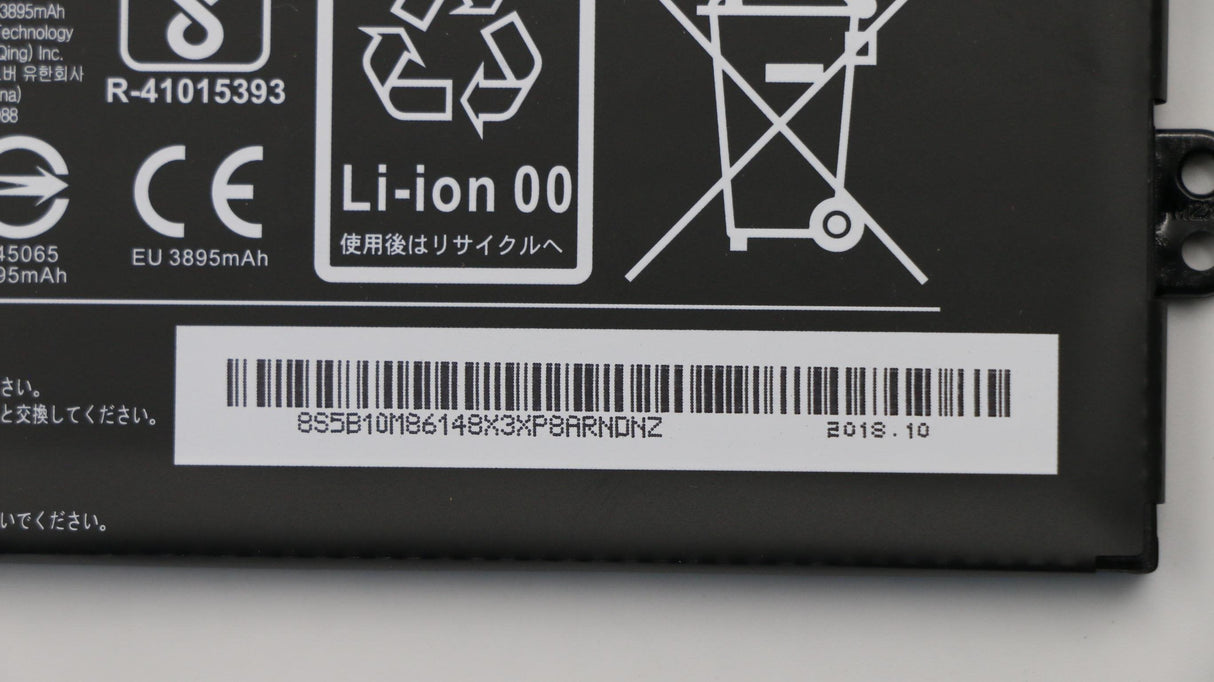 3895mAh
Technology
Qing) Inc.
유한회사
na)
988
R-41015393
Li-ion 00
使用後はリサイクルへ
45065
95mAh
EU 3895mAh
さい。
と交換してください。
8S5B10M86148X3XP8ARNDNZ
2018.10
いでください。